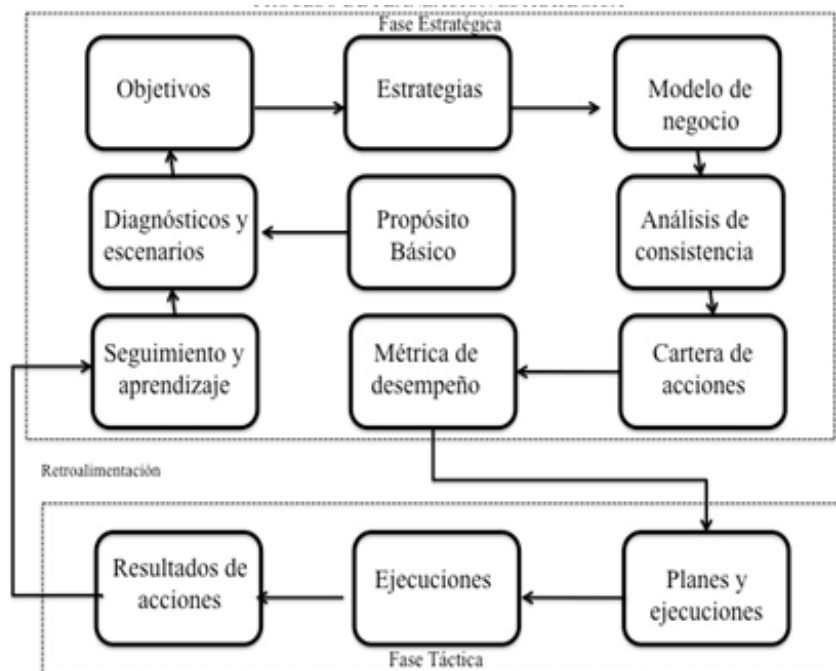 Fase Estratégica
Objetivos
Estrategias
Modelo de
negocio
Diagnósticos y
escenarios
Propósito
Básico
Análisis de
consistencia
Seguimiento y
aprendizaje
Métrica de
desempeño
Cartera de
acciones
Retroalimentación
Resultados de
acciones
Ejecuciones
Planes y
ejecuciones
Fase Táctica